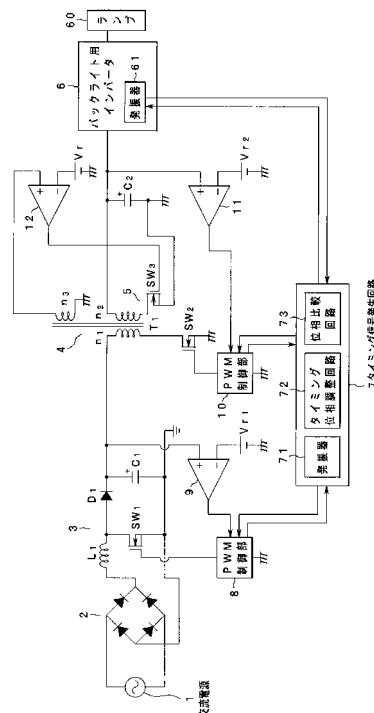 60
ランプ
6
バックライト用
インバータ
61
発振器
Vr
12
+
−
C2
+
Vr2
+
−
11
n3
n2
n1
4
5
T1
SW3
SW2
PWM
制御部
10
73
位相比較
回路
72
タイミング
位相調整回路
71
発振器
7 タイミング信号発生回路
D1
C1
+
3
L1
SW1
9
+
−
Vr1
PWM
制御部
8
2
1
交流電源